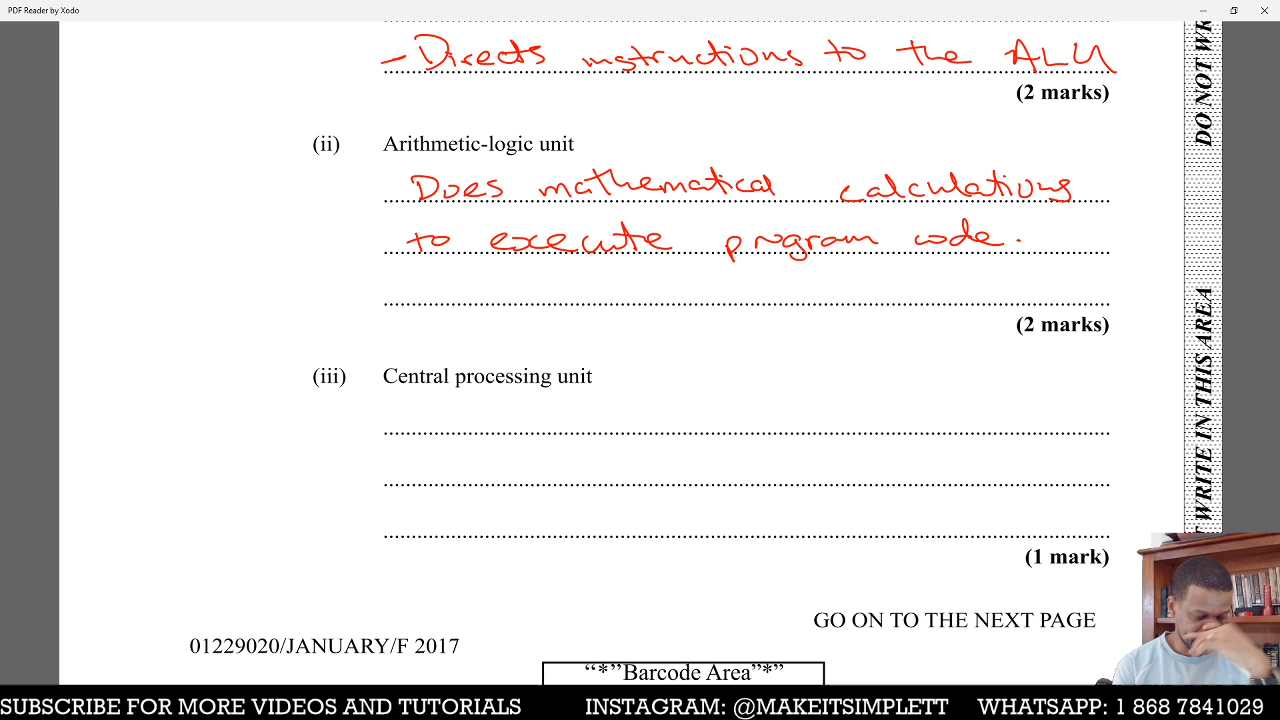 PDF Reader by Xodo
- Directs instructions to the ALU
(2 marks)
(ii) Arithmetic-logic unit
Does mathematical calculations
to execute program code.
(2 marks)
(iii) Central processing unit
(1 mark)
GO ON TO THE NEXT PAGE
01229020/JANUARY/F 2017
“*”Barcode Area”*”
DO NOT WR
WRITE IN THIS AREA
SUBSCRIBE FOR MORE VIDEOS AND TUTORIALS INSTAGRAM: @MAKEITSIMPLETT WHATSAPP: 1 868 7841029